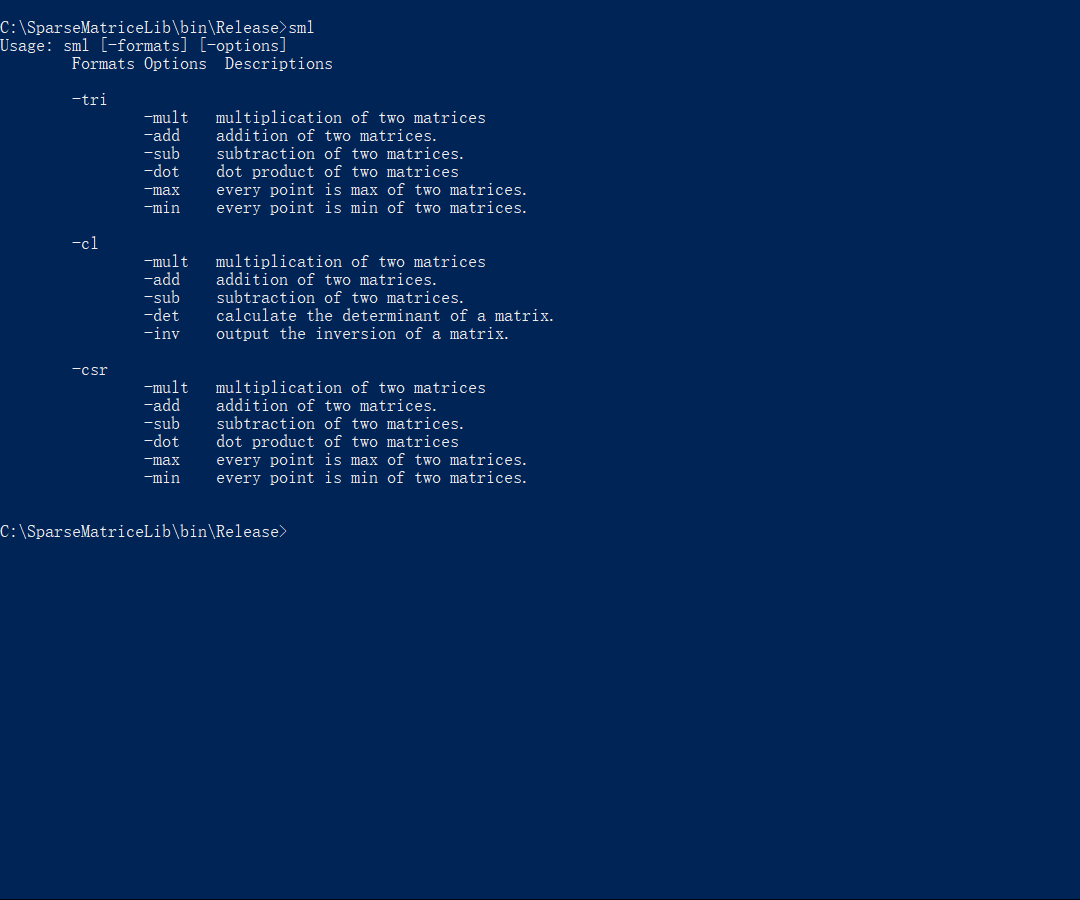 C:\SparseMatriceLib\bin\Release>sml
Usage: sml [-formats] [-options]
Formats Options  Descriptions
-tri
-mult   multiplication of two matrices
-add    addition of two matrices.
-sub    subtraction of two matrices.
-dot    dot product of two matrices
-max    every point is max of two matrices.
-min    every point is min of two matrices.
-cl
-mult   multiplication of two matrices
-add    addition of two matrices.
-sub    subtraction of two matrices.
-det    calculate the determinant of a matrix.
-inv    output the inversion of a matrix.
-csr
-mult   multiplication of two matrices
-add    addition of two matrices.
-sub    subtraction of two matrices.
-dot    dot product of two matrices
-max    every point is max of two matrices.
-min    every point is min of two matrices.
C:\SparseMatriceLib\bin\Release>